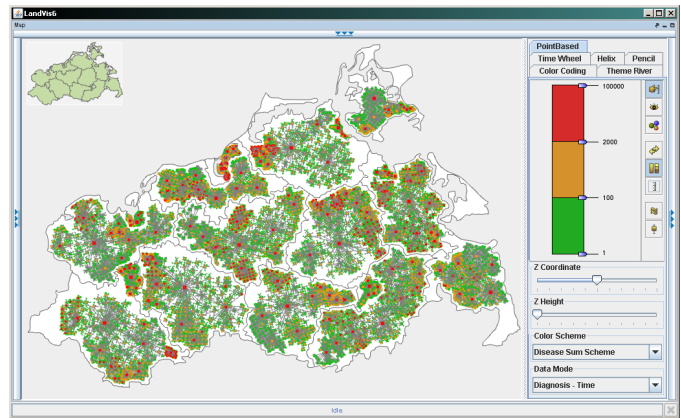 LandVis6
Map
PointBased
Time Wheel Helix Pencil
Color Coding Theme River
100000
2000
100
1
Z Coordinate
Z Height
Color Scheme
Disease Sum Scheme
Data Mode
Diagnosis - Time
Idle